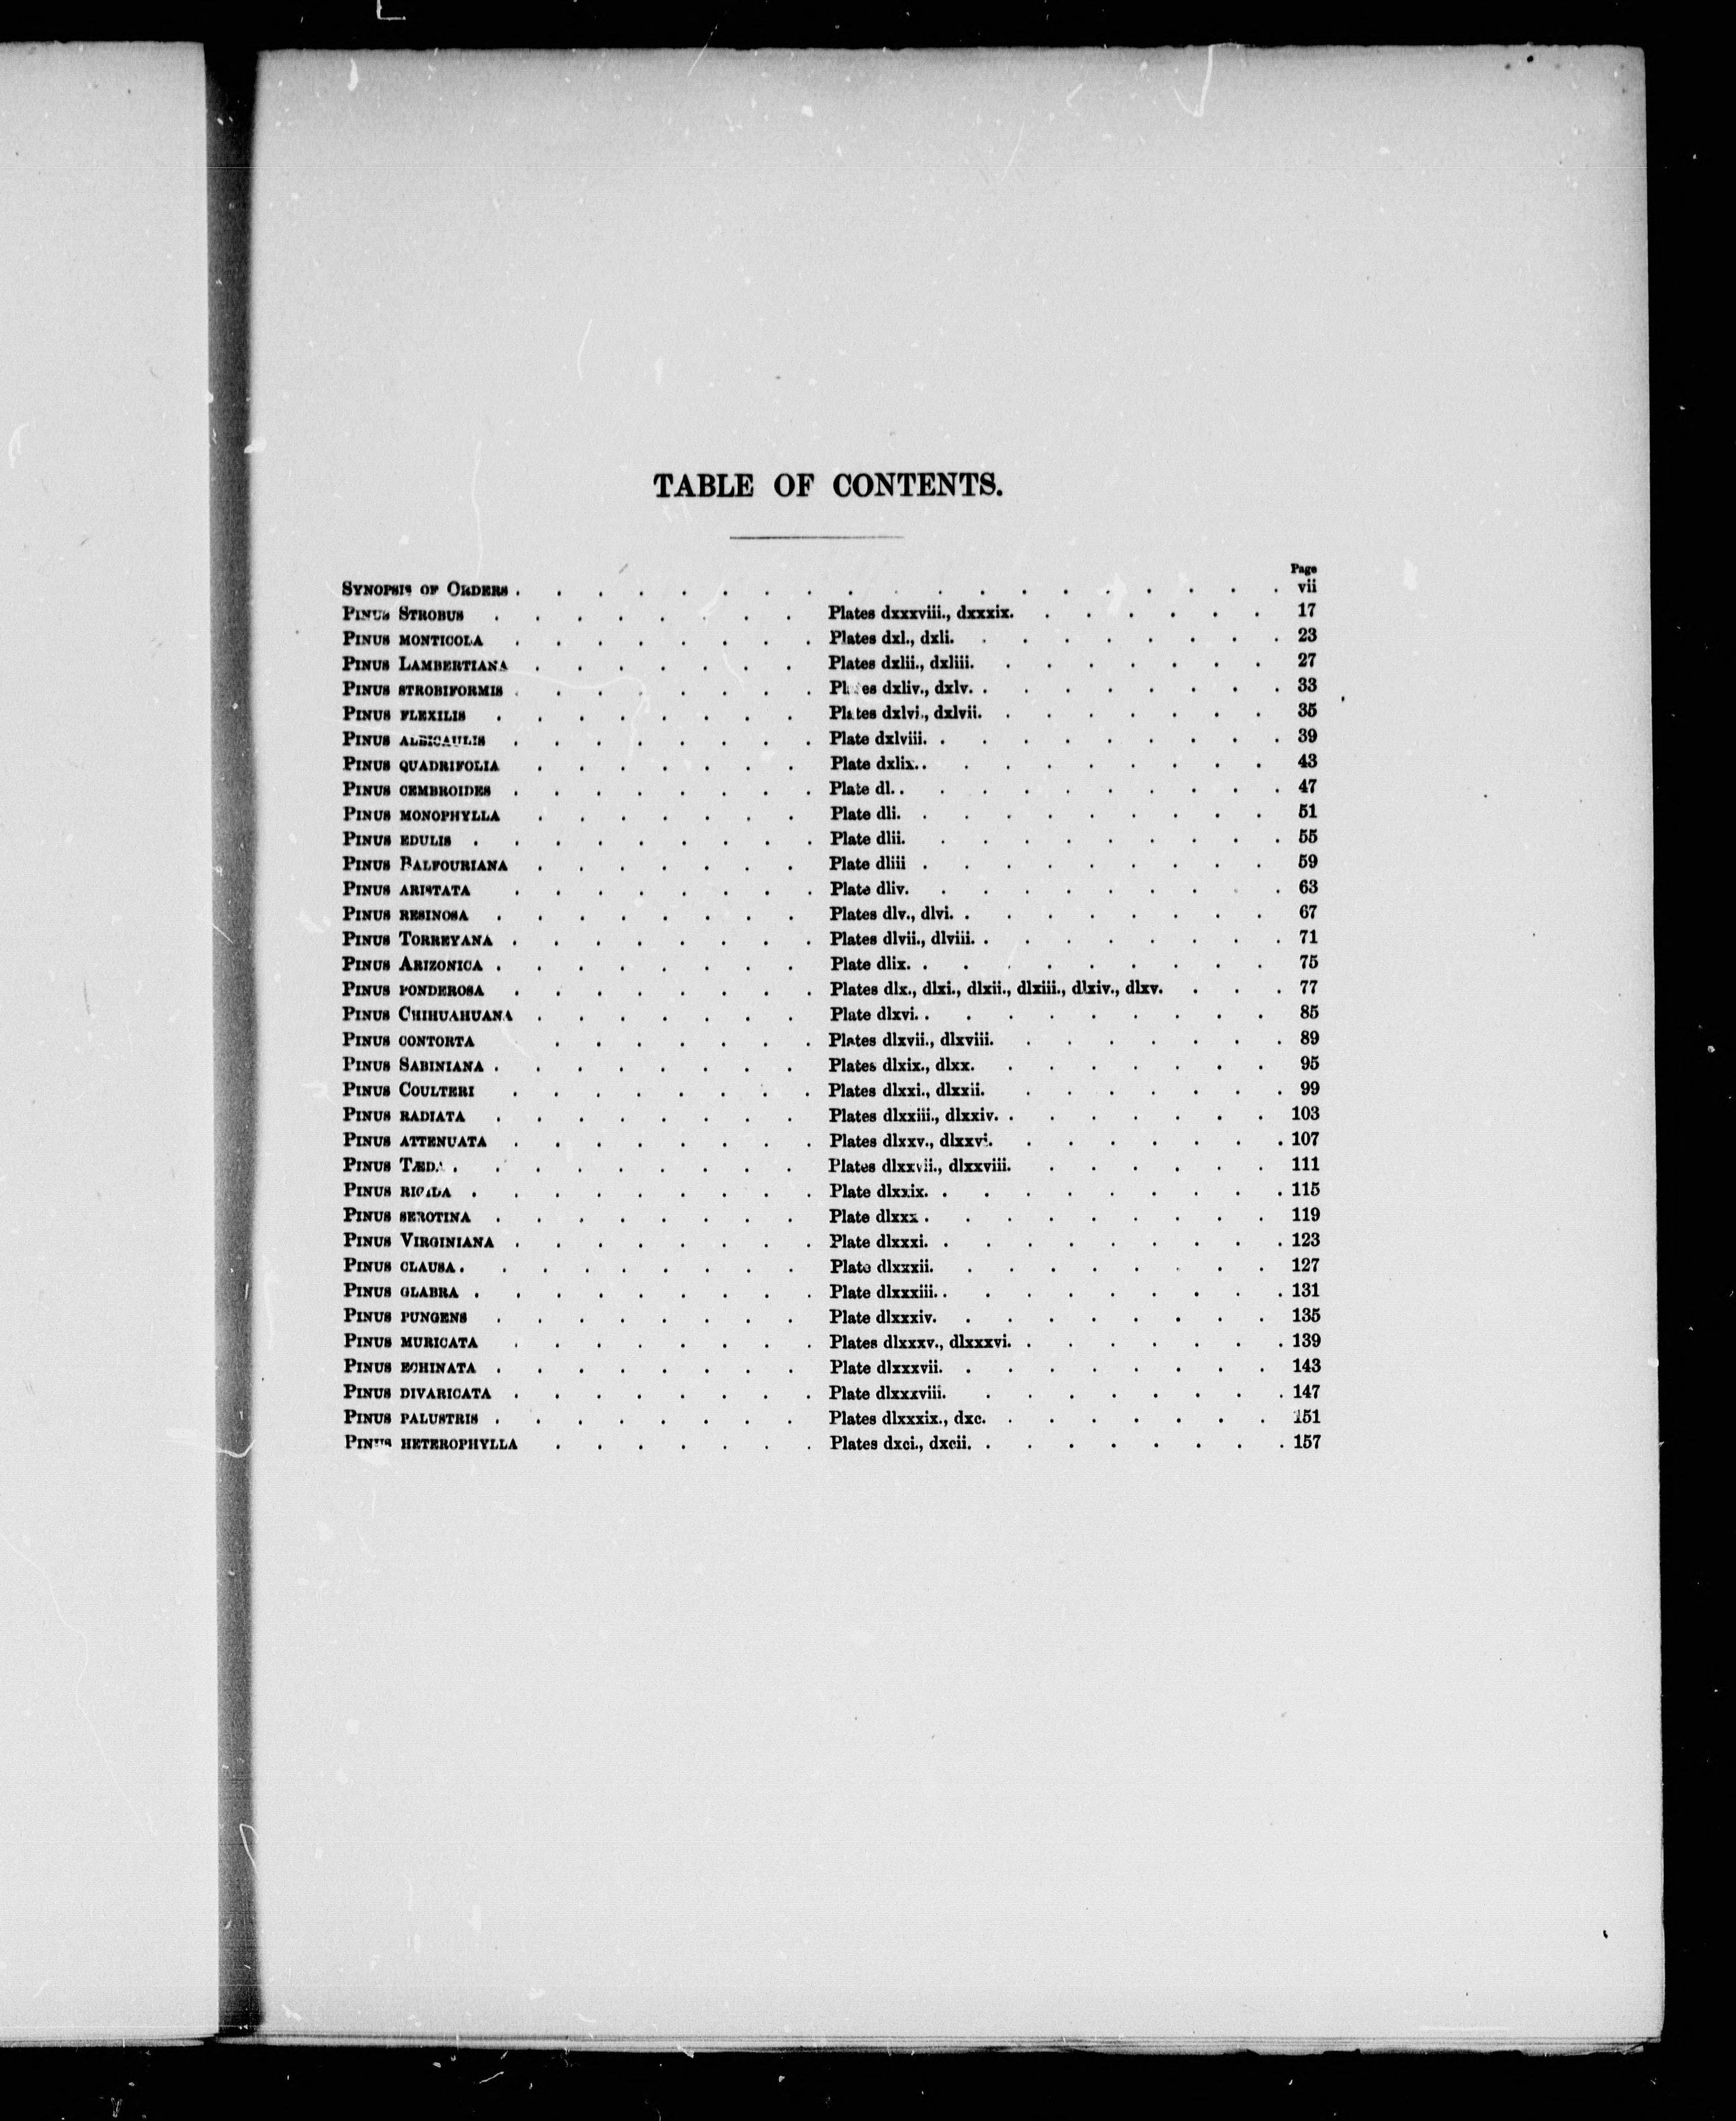 TABLE OF CONTENTS.
Page
SYNOPSIS OF ORDERS . . . . . . . . . . . . . . . . . . . vii
PINUS STROBUS . . . . . . . . Plates dxxxviii., dxxxix. . . . . . . 17
PINUS MONTICOLA . . . . . . . . Plates dxl., dxli. . . . . . . . . 23
PINUS LAMBERTIANA . . . . . . . Plates dxlii., dxliii. . . . . . . . 27
PINUS STROBIFORMIS . . . . . . . . Plates dxliv., dxlv. . . . . . . . . 33
PINUS FLEXILIS . . . . . . . . Plates dxlvi., dxlvii. . . . . . . . 35
PINUS ALBICAULIS . . . . . . . . Plate dxlviii. . . . . . . . . . 39
PINUS QUADRIFOLIA . . . . . . . Plate dxlix. . . . . . . . . . 43
PINUS CEMBROIDES . . . . . . . . Plate dl. . . . . . . . . . . 47
PINUS MONOPHYLLA . . . . . . . Plate dli. . . . . . . . . . 51
PINUS EDULIS . . . . . . . . . Plate dlii. . . . . . . . . . 55
PINUS BALFOURIANA . . . . . . . Plate dliii . . . . . . . . . 59
PINUS ARISTATA . . . . . . . . Plate dliv. . . . . . . . . . 63
PINUS RESINOSA . . . . . . . . Plates dlv., dlvi. . . . . . . . . 67
PINUS TORREYANA . . . . . . . . Plates dlvii., dlviii. . . . . . . . . 71
PINUS ARIZONICA . . . . . . . . Plate dlix. . . . . . . . . . 75
PINUS PONDEROSA . . . . . . . . Plates dlx., dlxi., dlxii., dlxiii., dlxiv., dlxv. . . . 77
PINUS CHIHUAHUANA . . . . . . . Plate dlxvi. . . . . . . . . . 85
PINUS CONTORTA . . . . . . . Plates dlxvii., dlxviii. . . . . . . . 89
PINUS SABINIANA . . . . . . . . Plates dlxix., dlxx. . . . . . . . 95
PINUS COULTERI . . . . . . . . Plates dlxxi., dlxxii. . . . . . . . 99
PINUS RADIATA . . . . . . . . Plates dlxxiii., dlxxiv. . . . . . . . 103
PINUS ATTENUATA . . . . . . . . Plates dlxxv., dlxxvi. . . . . . . . 107
PINUS TÆDA . . . . . . . . . Plates dlxxvii., dlxxviii. . . . . . . 111
PINUS RIGIDA . . . . . . . . . Plate dlxxix. . . . . . . . . . 115
PINUS SEROTINA . . . . . . . . Plate dlxxx . . . . . . . . . 119
PINUS VIRGINIANA . . . . . . . . Plate dlxxxi. . . . . . . . . . 123
PINUS CLAUSA . . . . . . . . . Plate dlxxxii. . . . . . . . . 127
PINUS GLABRA . . . . . . . . . Plate dlxxxiii. . . . . . . . . . 131
PINUS PUNGENS . . . . . . . . Plate dlxxxiv. . . . . . . . . 135
PINUS MURICATA . . . . . . . . Plates dlxxxv., dlxxxvi. . . . . . . . 139
PINUS ECHINATA . . . . . . . . Plate dlxxxvii. . . . . . . . . 143
PINUS DIVARICATA . . . . . . . . Plate dlxxxviii. . . . . . . . . 147
PINUS PALUSTRIS . . . . . . . . Plates dlxxxix., dxc. . . . . . . . 151
PINUS HETEROPHYLLA . . . . . . . Plates dxci., dxcii. . . . . . . . . 157